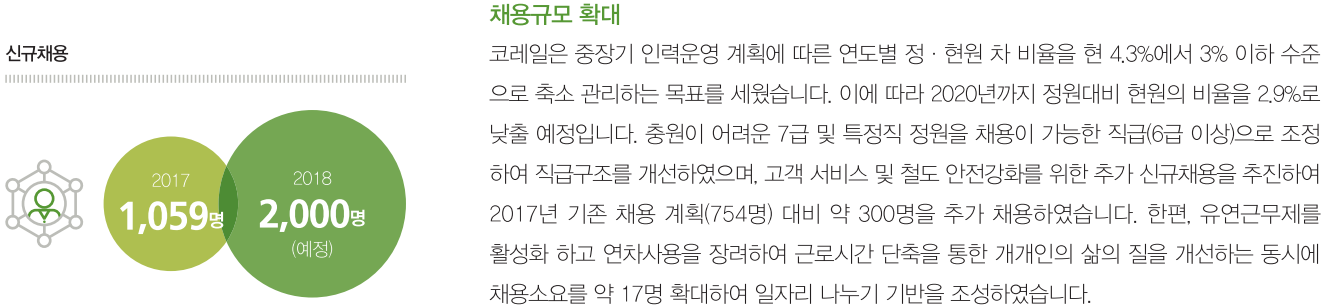 신규채용
2017
1,059명
2018
2,000명
(예정)
채용규모 확대
코레일은 중장기 인력운영 계획에 따른 연도별 정 · 현원 차 비율을 현 4.3%에서 3% 이하 수준
으로 축소 관리하는 목표를 세웠습니다. 이에 따라 2020년까지 정원대비 현원의 비율을 2.9%로
낮출 예정입니다. 충원이 어려운 7급 및 특정직 정원을 채용이 가능한 직급(6급 이상)으로 조정
하여 직급구조를 개선하였으며, 고객 서비스 및 철도 안전강화를 위한 추가 신규채용을 추진하여
2017년 기존 채용 계획(754명) 대비 약 300명을 추가 채용하였습니다. 한편, 유연근무제를
활성화 하고 연차사용을 장려하여 근로시간 단축을 통한 개개인의 삶의 질을 개선하는 동시에
채용소요를 약 17명 확대하여 일자리 나누기 기반을 조성하였습니다.